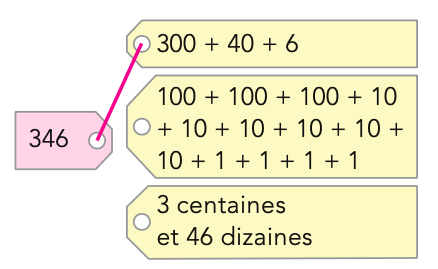 300 + 40 + 6
100 + 100 + 100 + 10
+ 10 + 10 + 10 + 10 +
10 + 1 + 1 + 1 + 1
346
3 centaines
et 46 dizaines